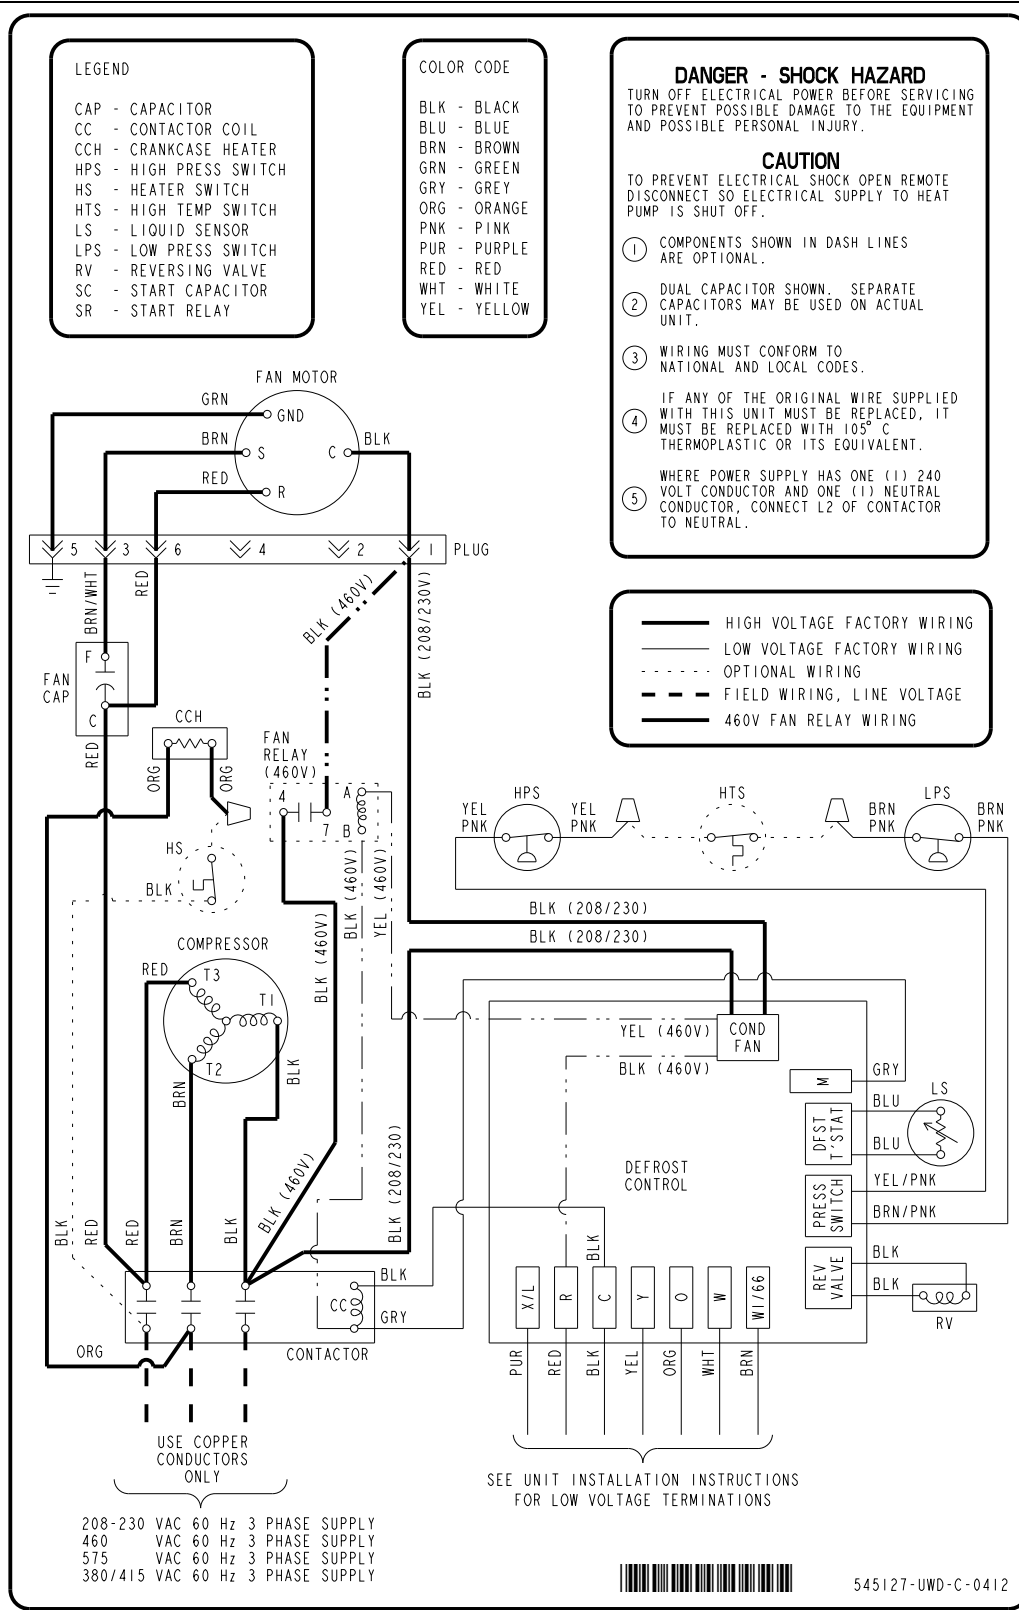 LEGEND
CAP - CAPACITOR
CC - CONTACTOR COIL
CCH - CRANKCASE HEATER
HPS - HIGH PRESS SWITCH
HS - HEATER SWITCH
HTS - HIGH TEMP SWITCH
LS - LIQUID SENSOR
LPS - LOW PRESS SWITCH
RV - REVERSING VALVE
SC - START CAPACITOR
SR - START RELAY
COLOR CODE
BLK - BLACK
BLU - BLUE
BRN - BROWN
GRN - GREEN
GRY - GREY
ORG - ORANGE
PNK - PINK
PUR - PURPLE
RED - RED
WHT - WHITE
YEL - YELLOW
DANGER - SHOCK HAZARD
TURN OFF ELECTRICAL POWER BEFORE SERVICING
TO PREVENT POSSIBLE DAMAGE TO THE EQUIPMENT
AND POSSIBLE PERSONAL INJURY.
CAUTION
TO PREVENT ELECTRICAL SHOCK OPEN REMOTE
DISCONNECT SO ELECTRICAL SUPPLY TO HEAT
PUMP IS SHUT OFF.
1 COMPONENTS SHOWN IN DASH LINES
ARE OPTIONAL.
2 DUAL CAPACITOR SHOWN. SEPARATE
CAPACITORS MAY BE USED ON ACTUAL
UNIT.
3 WIRING MUST CONFORM TO
NATIONAL AND LOCAL CODES.
4 IF ANY OF THE ORIGINAL WIRE SUPPLIED
WITH THIS UNIT MUST BE REPLACED, IT
MUST BE REPLACED WITH 105° C
THERMOPLASTIC OR ITS EQUIVALENT.
5 WHERE POWER SUPPLY HAS ONE (1) 240
VOLT CONDUCTOR AND ONE (1) NEUTRAL
CONDUCTOR, CONNECT L2 OF CONTACTOR
TO NEUTRAL.
HIGH VOLTAGE FACTORY WIRING
LOW VOLTAGE FACTORY WIRING
OPTIONAL WIRING
FIELD WIRING, LINE VOLTAGE
460V FAN RELAY WIRING
FAN MOTOR
GRN
GND
BRN
S
C
BLK
RED
R
5
3
6
4
2
1
PLUG
BRN/WHT
RED
BLK (460V)
BLK (208/230V)
F
FAN
CAP
C
RED
CCH
ORG
ORG
FAN
RELAY
(460V)
4
7
A
B
HS
BLK
BLK (460V)
BLK (460V)
YEL (460V)
HPS
YEL
PNK
YEL
PNK
HTS
LPS
BRN
PNK
BRN
PNK
BLK (208/230)
BLK (208/230)
COMPRESSOR
RED
T3
T1
T2
BRN
BLK
YEL (460V)
BLK (460V)
COND
FAN
M
GRY
LS
DFST
T'STAT
BLU
BLU
DEFROST
CONTROL
PRESS
SWITCH
YEL/PNK
BRN/PNK
REV
VALVE
BLK
BLK
RV
BLK
RED
RED
BRN
BLK
BLK (460V)
BLK (208/230)
BLK
CC
GRY
BLK
CONTACTOR
ORG
X/L
R
C
Y
O
W
W1/66
PUR
RED
BLK
YEL
ORG
WHT
BRN
USE COPPER
CONDUCTORS
ONLY
SEE UNIT INSTALLATION INSTRUCTIONS
FOR LOW VOLTAGE TERMINATIONS
208-230 VAC 60 Hz 3 PHASE SUPPLY
460 VAC 60 Hz 3 PHASE SUPPLY
575 VAC 60 Hz 3 PHASE SUPPLY
380/415 VAC 60 Hz 3 PHASE SUPPLY
545127-UWD-C-0412